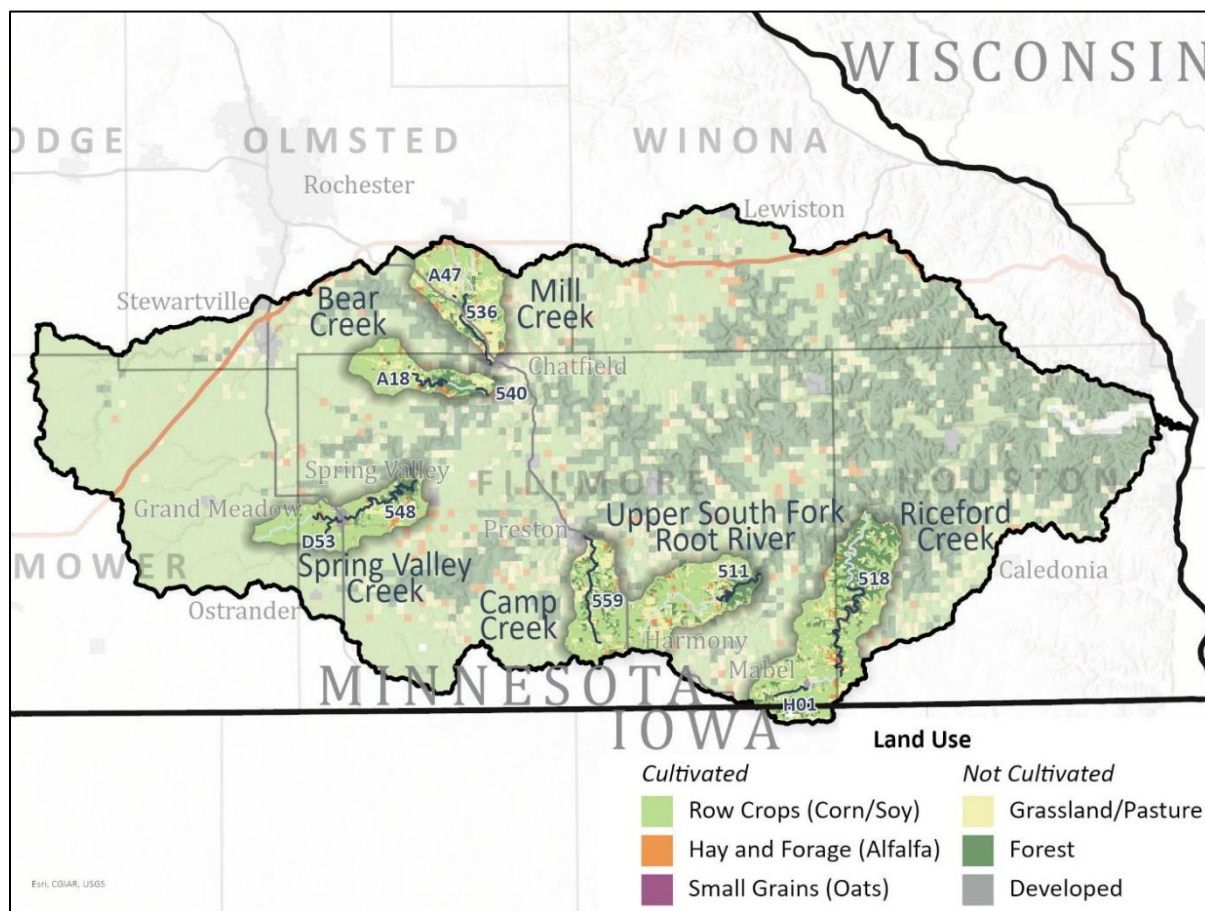 WISCONSIN
ODGE
OLMSTED
WINONA
Rochester
Lewiston
A47
Stewartville
Bear
Creek
Mill
Creek
536
Chatfield
A18
540
Spring Valley
FILLMORE
HOUSTON
Grand Meadow
548
D53
Preston
Upper South Fork
Root River
Riceford
Creek
MOWER
Spring Valley
Creek
511
518
Caledonia
Ostrander
Camp
Creek
559
Harmony
Mabel
MINNESOTA
H01
IOWA
Land Use
Cultivated
Not Cultivated
Row Crops (Corn/Soy)
Grassland/Pasture
Hay and Forage (Alfalfa)
Forest
Small Grains (Oats)
Developed
Esri, CGIAR, USGS